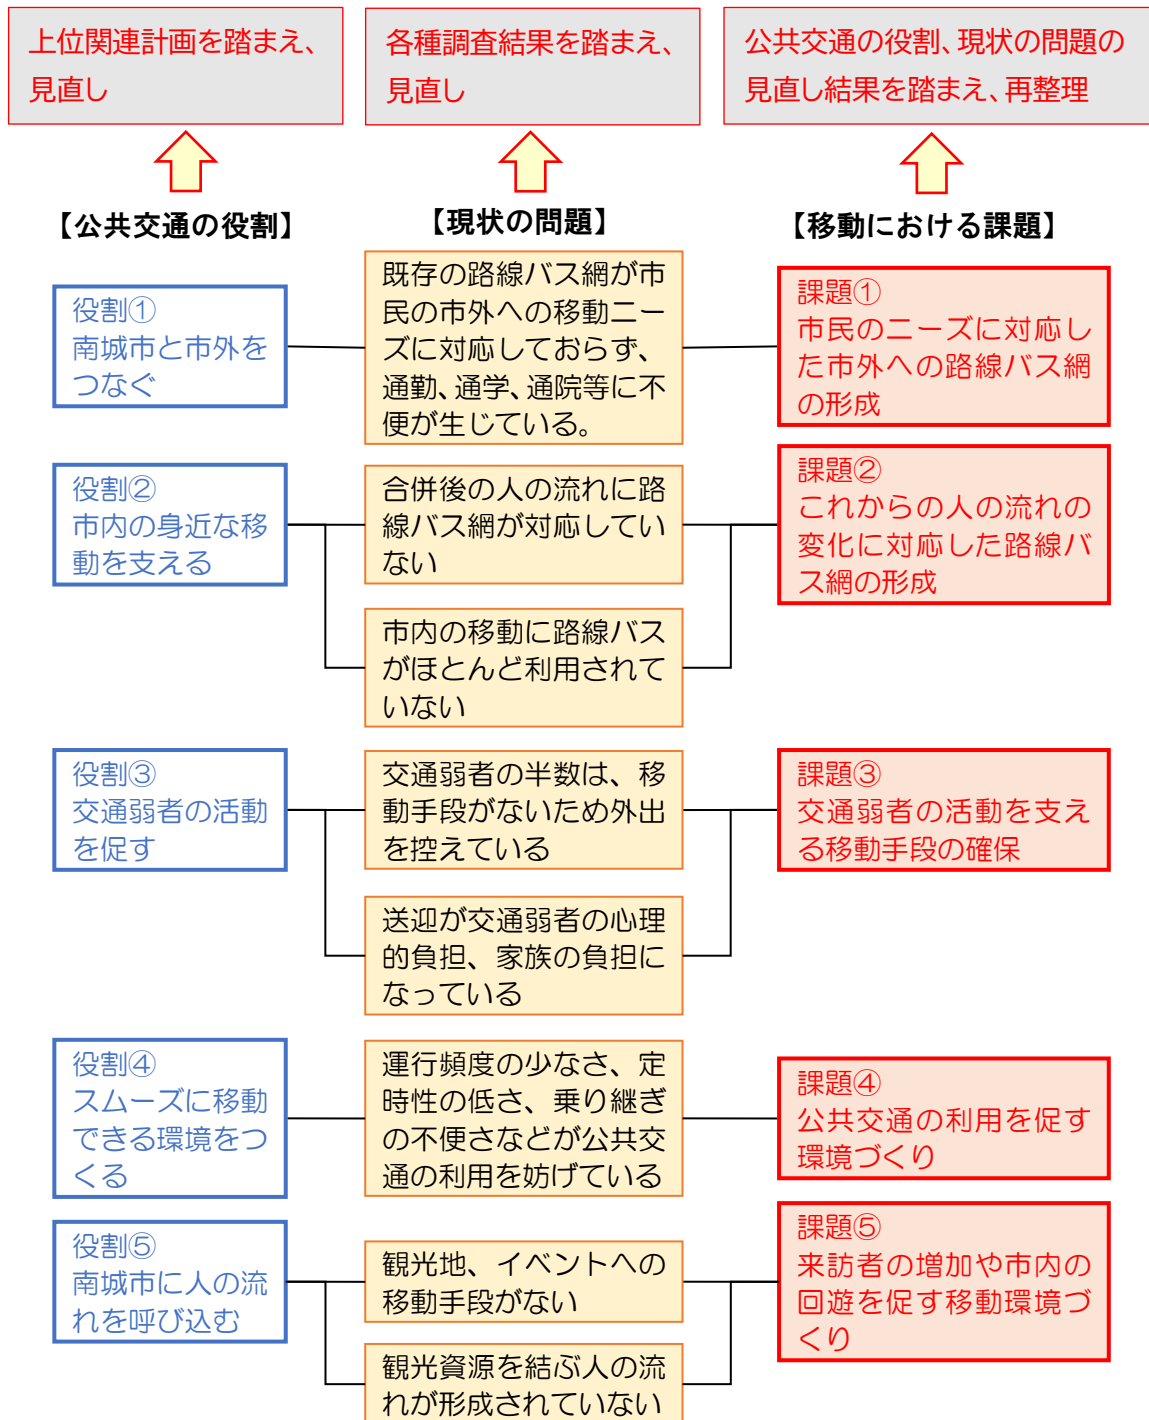 上位関連計画を踏まえ、
見直し
各種調査結果を踏まえ、
見直し
公共交通の役割、現状の問題の
見直し結果を踏まえ、再整理
【公共交通の役割】
【現状の問題】
【移動における課題】
役割①
南城市と市外を
つなぐ
既存の路線バス網が市
民の市外への移動ニー
ズに対応しておらず、
通勤、通学、通院等に不
便が生じている。
課題①
市民のニーズに対応し
た市外への路線バス網
の形成
役割②
市内の身近な移
動を支える
合併後の人の流れに路
線バス網が対応してい
ない
市内の移動に路線バス
がほとんど利用されて
いない
課題②
これからの人の流れの
変化に対応した路線バ
ス網の形成
役割③
交通弱者の活動
を促す
交通弱者の半数は、移
動手段がないため外出
を控えている
送迎が交通弱者の心理
的負担、家族の負担に
なっている
課題③
交通弱者の活動を支え
る移動手段の確保
役割④
スムーズに移動
できる環境をつ
くる
運行頻度の少なさ、定
時性の低さ、乗り継ぎ
の不便さなどが公共交
通の利用を妨げている
課題④
公共交通の利用を促す
環境づくり
役割⑤
南城市に人の流
れを呼び込む
観光地、イベントへの
移動手段がない
観光資源を結ぶ人の流
れが形成されていない
課題⑤
来訪者の増加や市内の
回遊を促す移動環境づ
くり